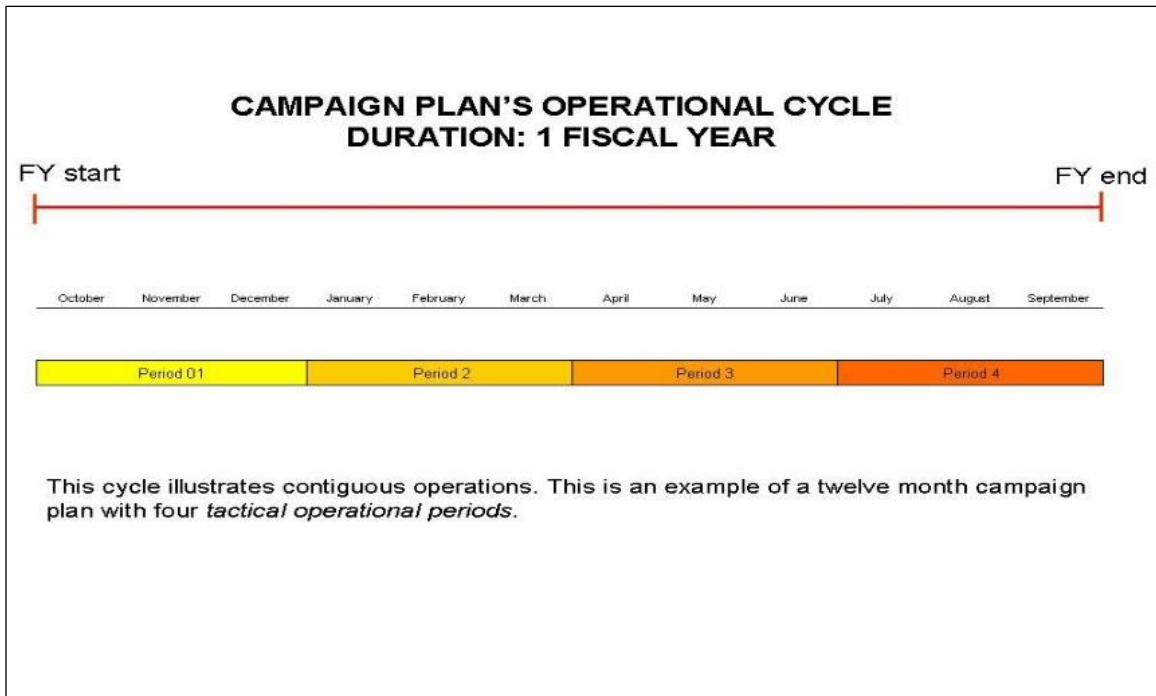 CAMPAIGN PLAN’S OPERATIONAL CYCLE
DURATION: 1 FISCAL YEAR
FY start
FY end
October November December January February March April May June July August September
Period 01 Period 2 Period 3 Period 4
This cycle illustrates contiguous operations. This is an example of a twelve month campaign
plan with four tactical operational periods.